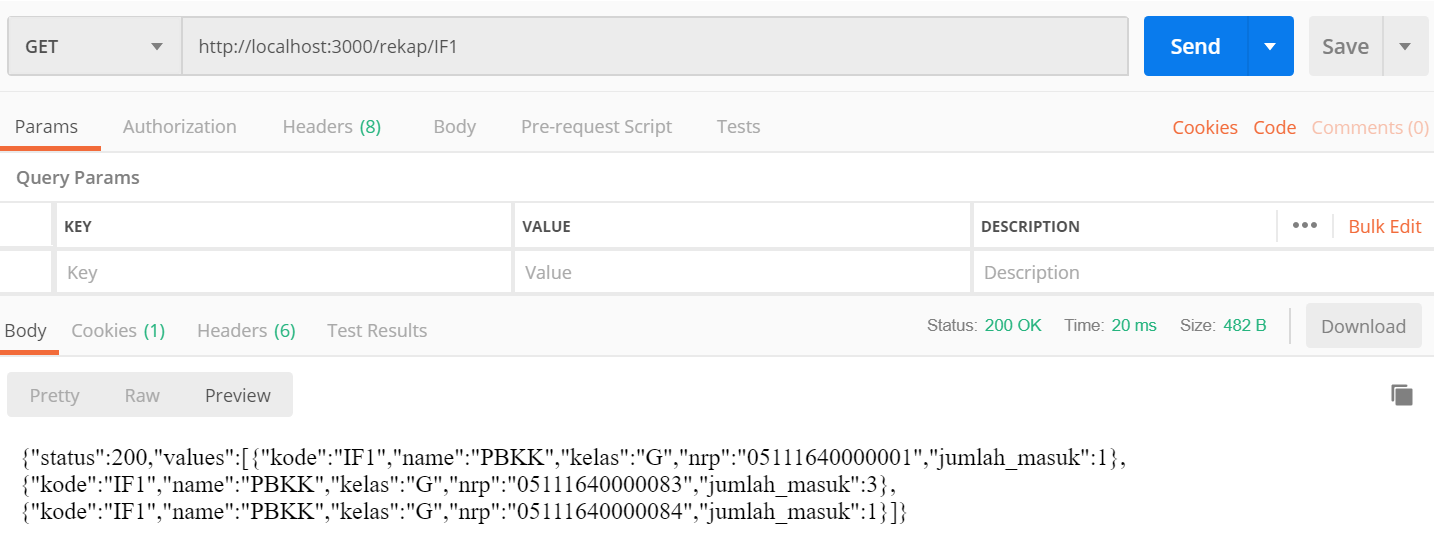 GET http://localhost:3000/rekap/IF1 Send Save
Params Authorization Headers (8) Body Pre-request Script Tests Cookies Code Comments (0)
Query Params
KEY VALUE DESCRIPTION ••• Bulk Edit
Key Value Description
Body Cookies (1) Headers (6) Test Results Status: 200 OK Time: 20 ms Size: 482 B Download
Pretty Raw Preview
{"status":200,"values":[{"kode":"IF1","name":"PBKK","kelas":"G","nrp":"05111640000001","jumlah_masuk":1},
{"kode":"IF1","name":"PBKK","kelas":"G","nrp":"05111640000083","jumlah_masuk":3},
{"kode":"IF1","name":"PBKK","kelas":"G","nrp":"05111640000084","jumlah_masuk":1}]}